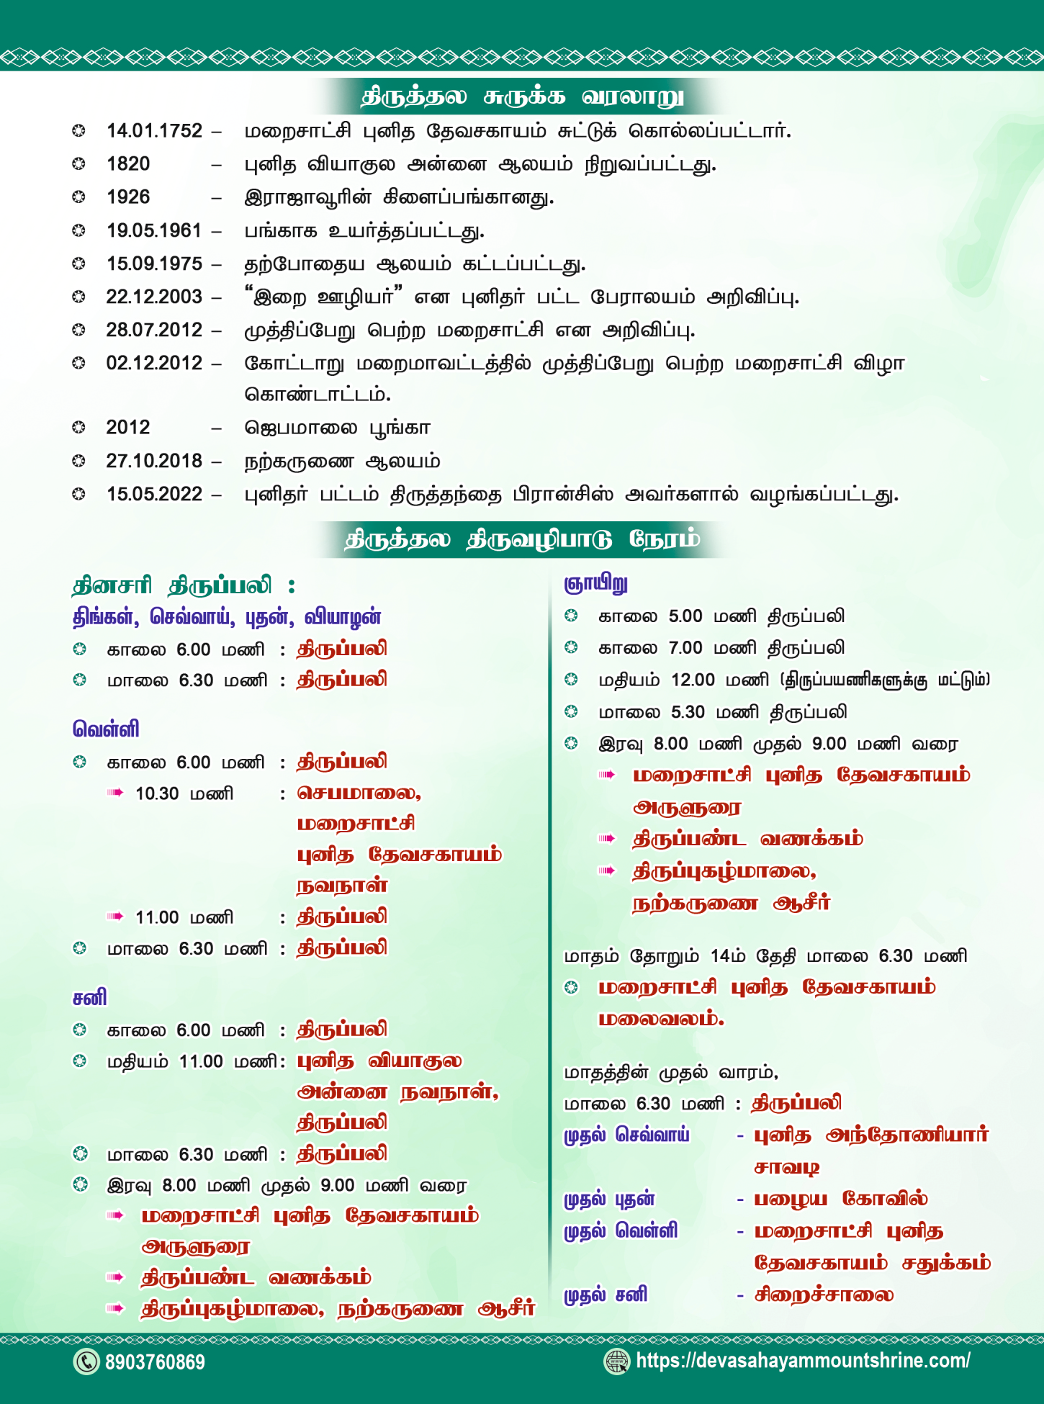 திருத்தல சுருக்க வரலாறு
14.01.1752 – மறைசாட்சி புனித தேவசகாயம் சுட்டுக் கொல்லப்பட்டார்.
1820 – புனித வியாகுல அன்னை ஆலயம் நிறுவப்பட்டது.
1926 – இராஜாவூரின் கிளைப்பங்கானது.
19.05.1961 – பங்காக உயர்த்தப்பட்டது.
15.09.1975 – தற்போதைய ஆலயம் கட்டப்பட்டது.
22.12.2003 – “இறை ஊழியர்” என புனிதர் பட்ட பேராலயம் அறிவிப்பு.
28.07.2012 – முத்திப்பேறு பெற்ற மறைசாட்சி என அறிவிப்பு.
02.12.2012 – கோட்டாறு மறைமாவட்டத்தில் முத்திப்பேறு பெற்ற மறைசாட்சி விழா
கொண்டாட்டம்.
2012 – ஜெபமாலை பூங்கா
27.10.2018 – நற்கருணை ஆலயம்
15.05.2022 – புனிதர் பட்டம் திருத்தந்தை பிரான்சிஸ் அவர்களால் வழங்கப்பட்டது.
திருத்தல திருவழிபாடு நேரம்
தினசரி திருப்பலி :
திங்கள், செவ்வாய், புதன், வியாழன்
காலை 6.00 மணி : திருப்பலி
மாலை 6.30 மணி : திருப்பலி
வெள்ளி
காலை 6.00 மணி : திருப்பலி
10.30 மணி : செபமாலை,
மறைசாட்சி
புனித தேவசகாயம்
நவநாள்
11.00 மணி : திருப்பலி
மாலை 6.30 மணி : திருப்பலி
சனி
காலை 6.00 மணி : திருப்பலி
மதியம் 11.00 மணி : புனித வியாகுல
அன்னை நவநாள்,
திருப்பலி
மாலை 6.30 மணி : திருப்பலி
இரவு 8.00 மணி முதல் 9.00 மணி வரை
மறைசாட்சி புனித தேவசகாயம்
அருளுரை
திருப்பண்ட வணக்கம்
திருப்புகழ்மாலை, நற்கருணை ஆசீர்
ஞாயிறு
காலை 5.00 மணி திருப்பலி
காலை 7.00 மணி திருப்பலி
மதியம் 12.00 மணி (திருப்பயணிகளுக்கு மட்டும்)
மாலை 5.30 மணி திருப்பலி
இரவு 8.00 மணி முதல் 9.00 மணி வரை
மறைசாட்சி புனித தேவசகாயம்
அருளுரை
திருப்பண்ட வணக்கம்
திருப்புகழ்மாலை,
நற்கருணை ஆசீர்
மாதம் தோறும் 14ம் தேதி மாலை 6.30 மணி
மறைசாட்சி புனித தேவசகாயம்
மலைவலம்.
மாதத்தின் முதல் வாரம்,
மாலை 6.30 மணி : திருப்பலி
முதல் செவ்வாய் - புனித அந்தோணியார்
சாவடி
முதல் புதன் - பழைய கோவில்
முதல் வெள்ளி - மறைசாட்சி புனித
தேவசகாயம் சதுக்கம்
முதல் சனி - சிறைச்சாலை
8903760869
https://devasahayammountshrine.com/